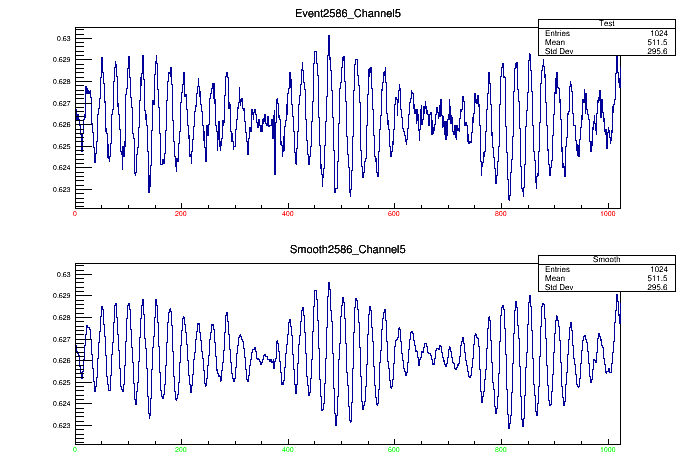 Event2586_Channel5
Test
Entries 1024
Mean 511.5
Std Dev 295.6
0.63
0.629
0.628
0.627
0.626
0.625
0.624
0.623
0 200 400 600 800 1000
Smooth2586_Channel5
Smooth
Entries 1024
Mean 511.5
Std Dev 295.6
0.63
0.629
0.628
0.627
0.626
0.625
0.624
0.623
0 200 400 600 800 1000